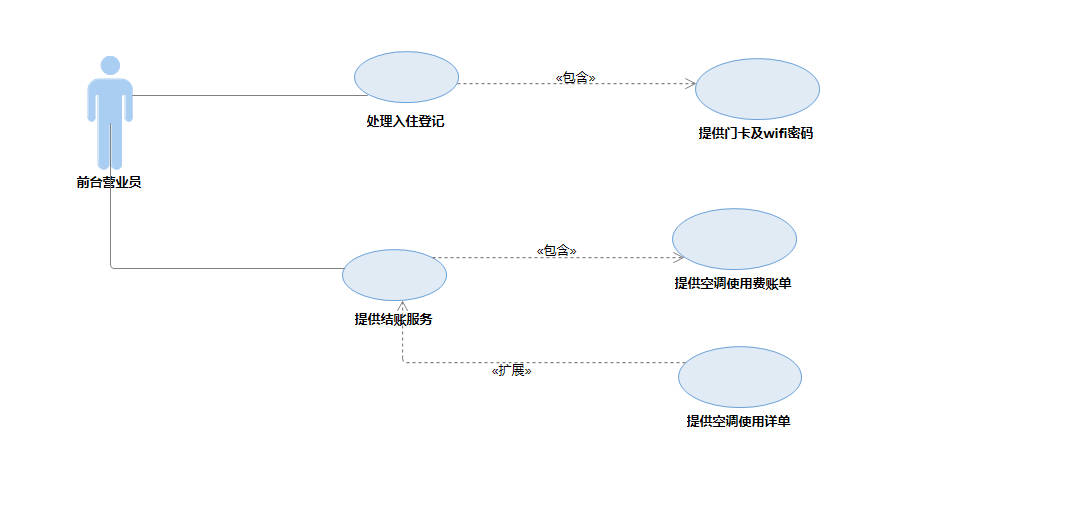 «包含»
处理入住登记
提供门卡及wifi密码
前台营业员
«包含»
提供空调使用费账单
提供结账服务
«扩展»
提供空调使用详单